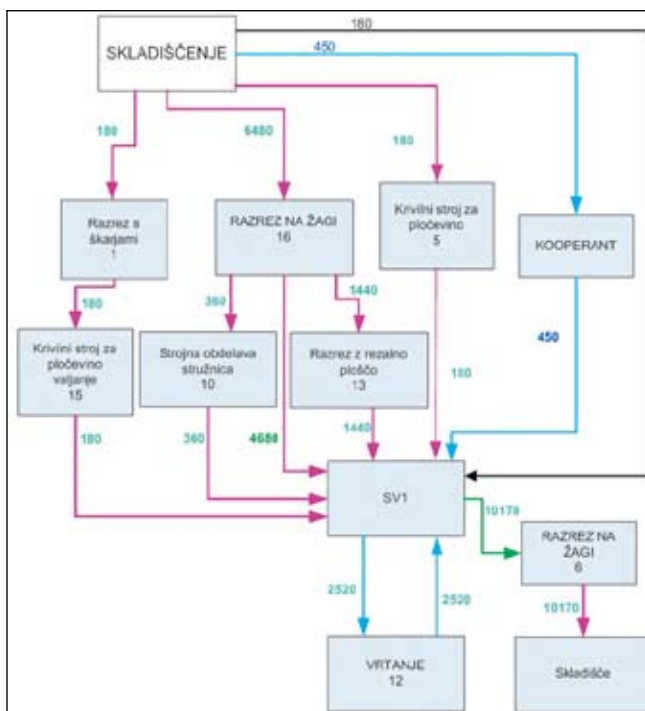 180
SKLADIŠČENJE
450
180
6480
180
Razrez s
škarjami
1
RAZREZ NA ŽAGI
16
Krivilni stroj za
pločevino
5
KOOPERANT
180
360
1440
Krivilni stroj za
pločevino
valjanje
15
Strojna obdelava
stružnica
10
Razrez z rezalno
ploščo
13
180
450
180
360
4680
1440
SV1
10170
RAZREZ NA
ŽAGI
6
2520
2520
10170
VRTANJE
12
Skladišče